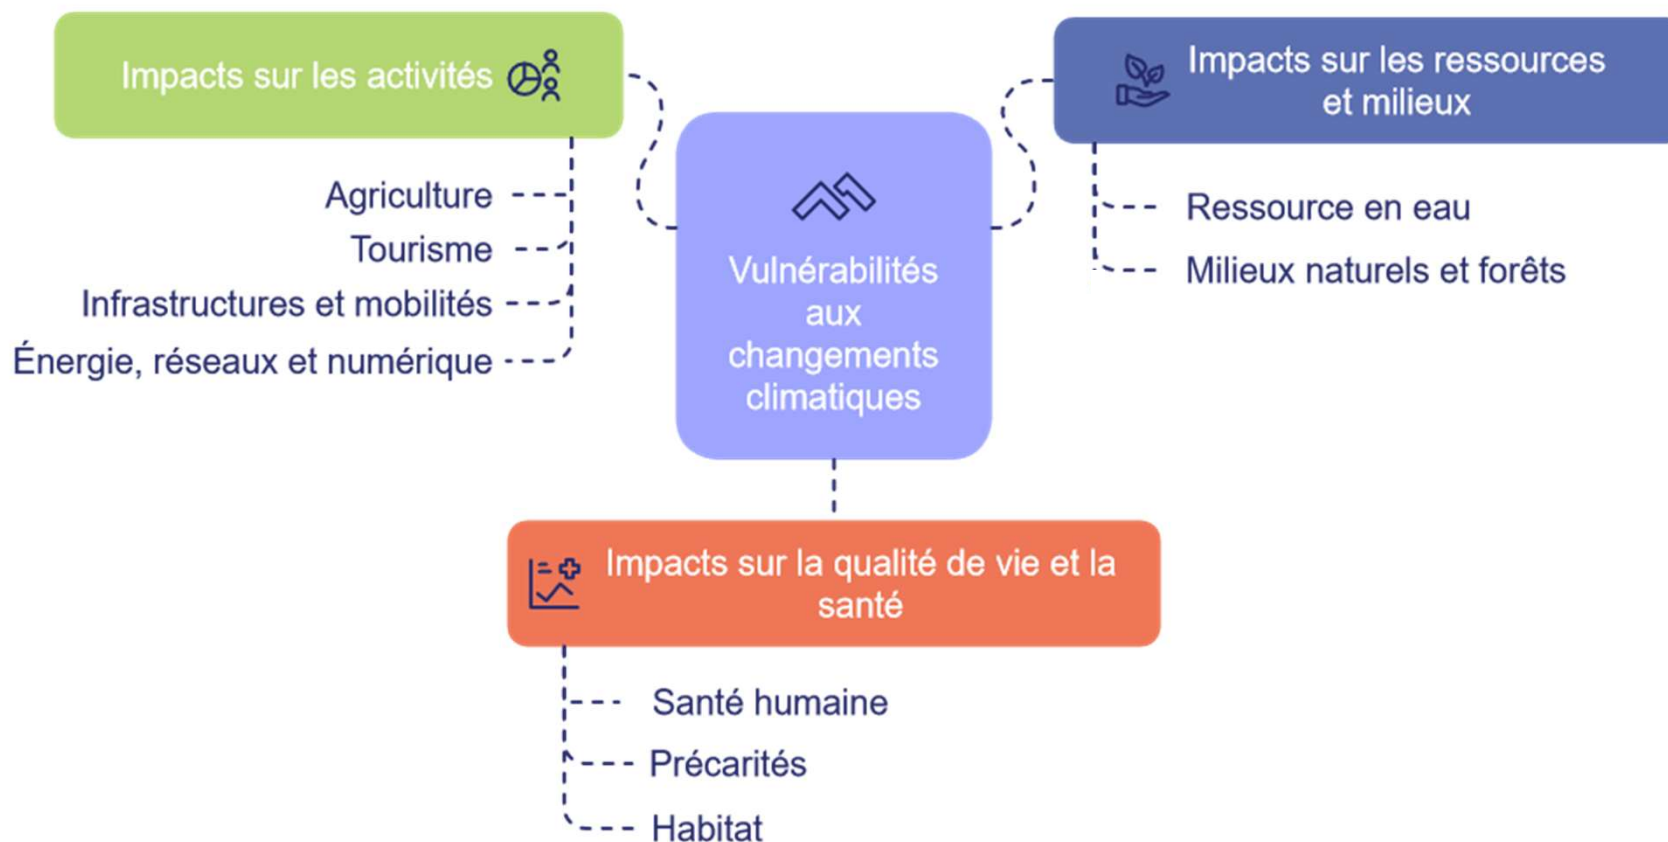 Impacts sur les activités
Agriculture
Tourisme
Infrastructures et mobilités
Énergie, réseaux et numérique
Vulnérabilités
aux
changements
climatiques
Impacts sur les ressources
et milieux
Ressource en eau
Milieux naturels et forêts
Impacts sur la qualité de vie et la
santé
Santé humaine
Précarités
Habitat